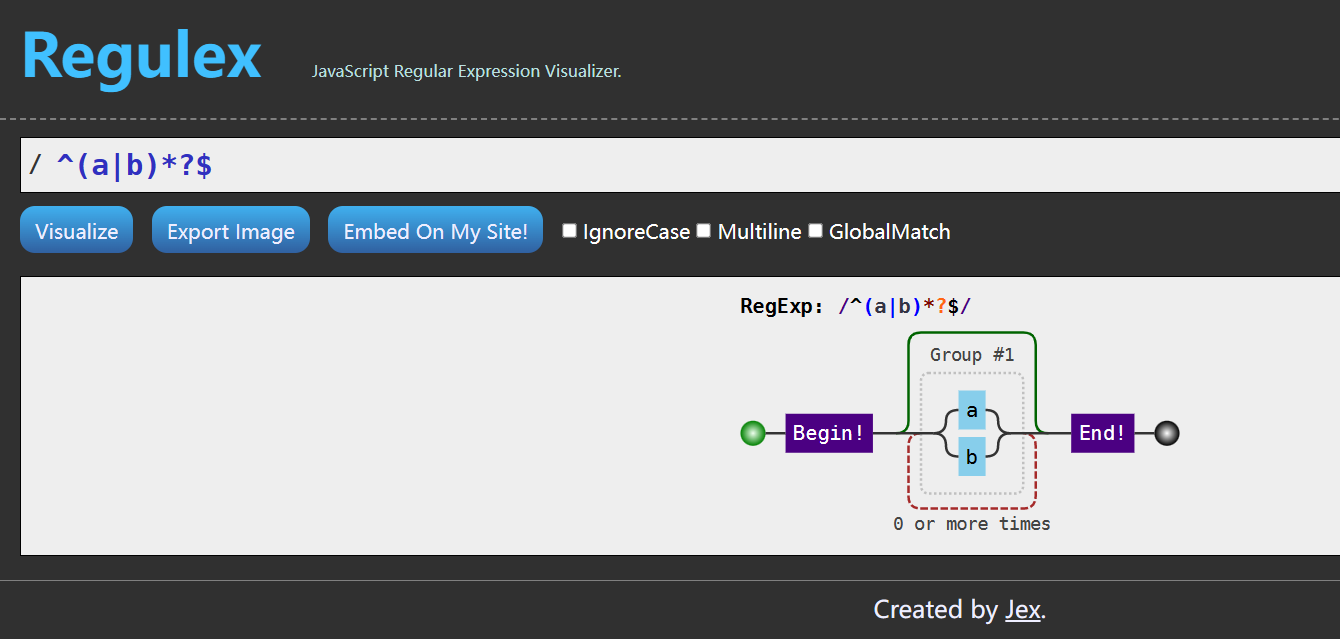 Regulex
JavaScript Regular Expression Visualizer.
/ ^(a|b)*?$
Visualize Export Image Embed On My Site! IgnoreCase Multiline GlobalMatch
RegExp: /^(a|b)*?$/
Group #1
a
Begin! End!
b
0 or more times
Created by Jex.